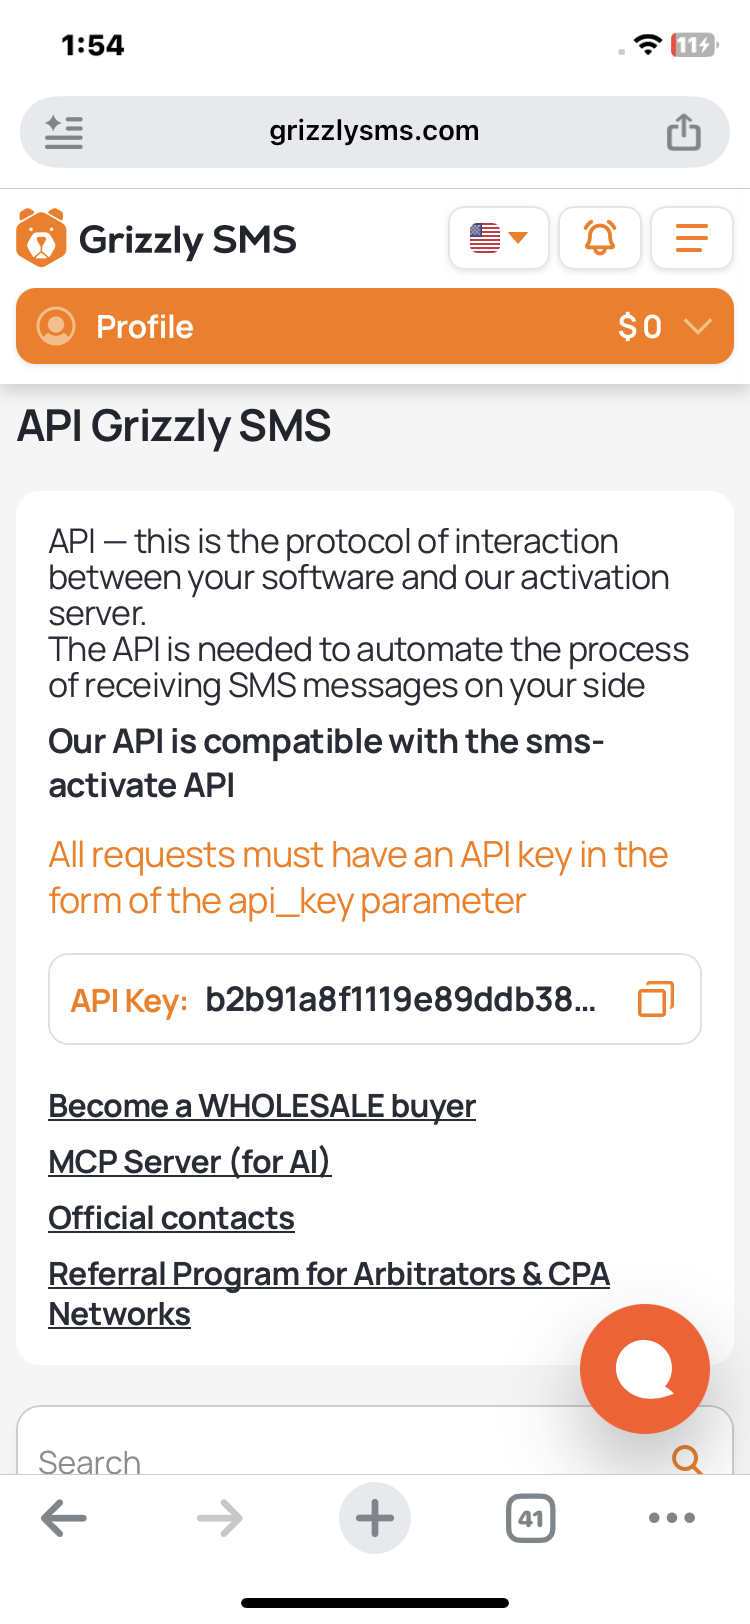 1:54
11
grizzlysms.com
Grizzly SMS
Profile
$ 0
API Grizzly SMS
API — this is the protocol of interaction
between your software and our activation
server.
The API is needed to automate the process
of receiving SMS messages on your side
Our API is compatible with the sms-
activate API
All requests must have an API key in the
form of the api_key parameter
API Key: b2b91a8f1119e89ddb38...
Become a WHOLESALE buyer
MCP Server (for AI)
Official contacts
Referral Program for Arbitrators & CPA
Networks
Search
41